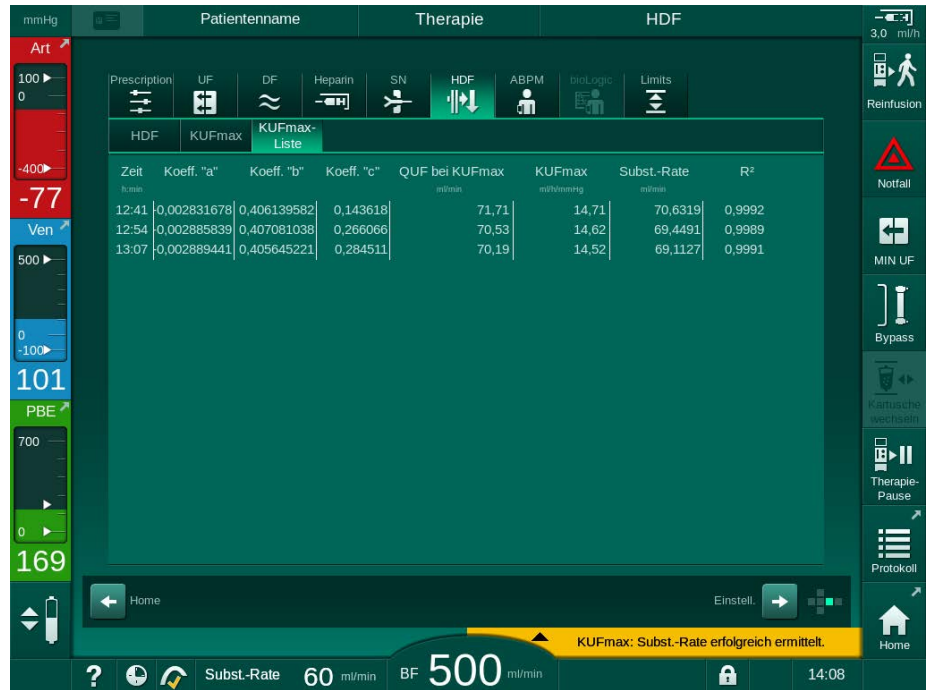 mmHg
Patientenname
Therapie
HDF
3,0 ml/h
Art
100
0
-400
-77
Ven
500
0
-100
101
PBE
700
0
169
Prescription UF DF Heparin SN HDF ABPM bioLogic Limits
HDF KUFmax KUFmax-
Liste
Zeit Koeff. "a" Koeff. "b" Koeff. "c" QUF bei KUFmax KUFmax Subst.-Rate R²
h:min ml/min ml/h/mmHg ml/min
12:41 -0,002831678 0,406139582 0,143618 71,71 14,71 70,6319 0,9992
12:54 -0,002885839 0,407081038 0,266066 70,53 14,62 69,4491 0,9989
13:07 -0,002889441 0,405645221 0,284511 70,19 14,52 69,1127 0,9991
Home
Einstell.
KUFmax: Subst.-Rate erfolgreich ermittelt.
? Subst.-Rate 60 ml/min BF 500 ml/min 14:08
Reinfusion
Notfall
MIN UF
Bypass
Kartusche
wechseln
Therapie-
Pause
Protokoll
Home